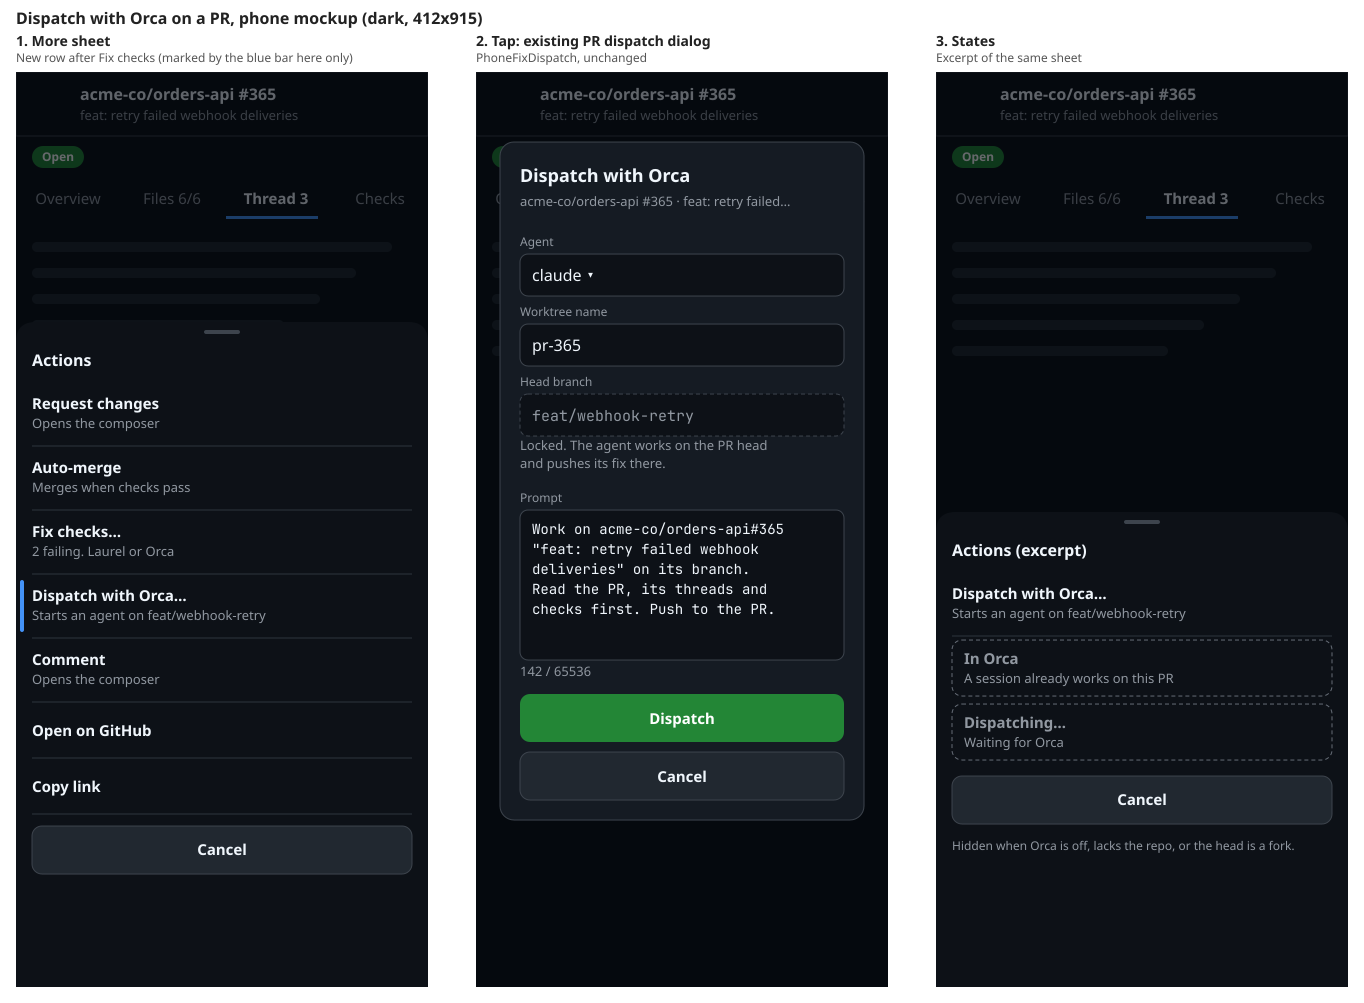 Dispatch with Orca on a PR, phone mockup (dark, 412x915)
1. More sheet
New row after Fix checks (marked by the blue bar here only)
acme-co/orders-api #365
feat: retry failed webhook deliveries
Open
Overview Files 6/6 Thread 3 Checks
Actions
Request changes
Opens the composer
Auto-merge
Merges when checks pass
Fix checks...
2 failing. Laurel or Orca
Dispatch with Orca...
Starts an agent on feat/webhook-retry
Comment
Opens the composer
Open on GitHub
Copy link
Cancel
2. Tap: existing PR dispatch dialog
PhoneFixDispatch, unchanged
acme-co/orders-api #365
feat: retry failed webhook deliveries
Dispatch with Orca
acme-co/orders-api #365 · feat: retry failed...
Agent
claude ▾
Worktree name
pr-365
Head branch
feat/webhook-retry
Locked. The agent works on the PR head
and pushes its fix there.
Prompt
Work on acme-co/orders-api#365
"feat: retry failed webhook
deliveries" on its branch.
Read the PR, its threads and
checks first. Push to the PR.
142 / 65536
Dispatch
Cancel
3. States
Excerpt of the same sheet
acme-co/orders-api #365
feat: retry failed webhook deliveries
Open
Overview Files 6/6 Thread 3 Checks
Actions (excerpt)
Dispatch with Orca...
Starts an agent on feat/webhook-retry
In Orca
A session already works on this PR
Dispatching...
Waiting for Orca
Cancel
Hidden when Orca is off, lacks the repo, or the head is a fork.